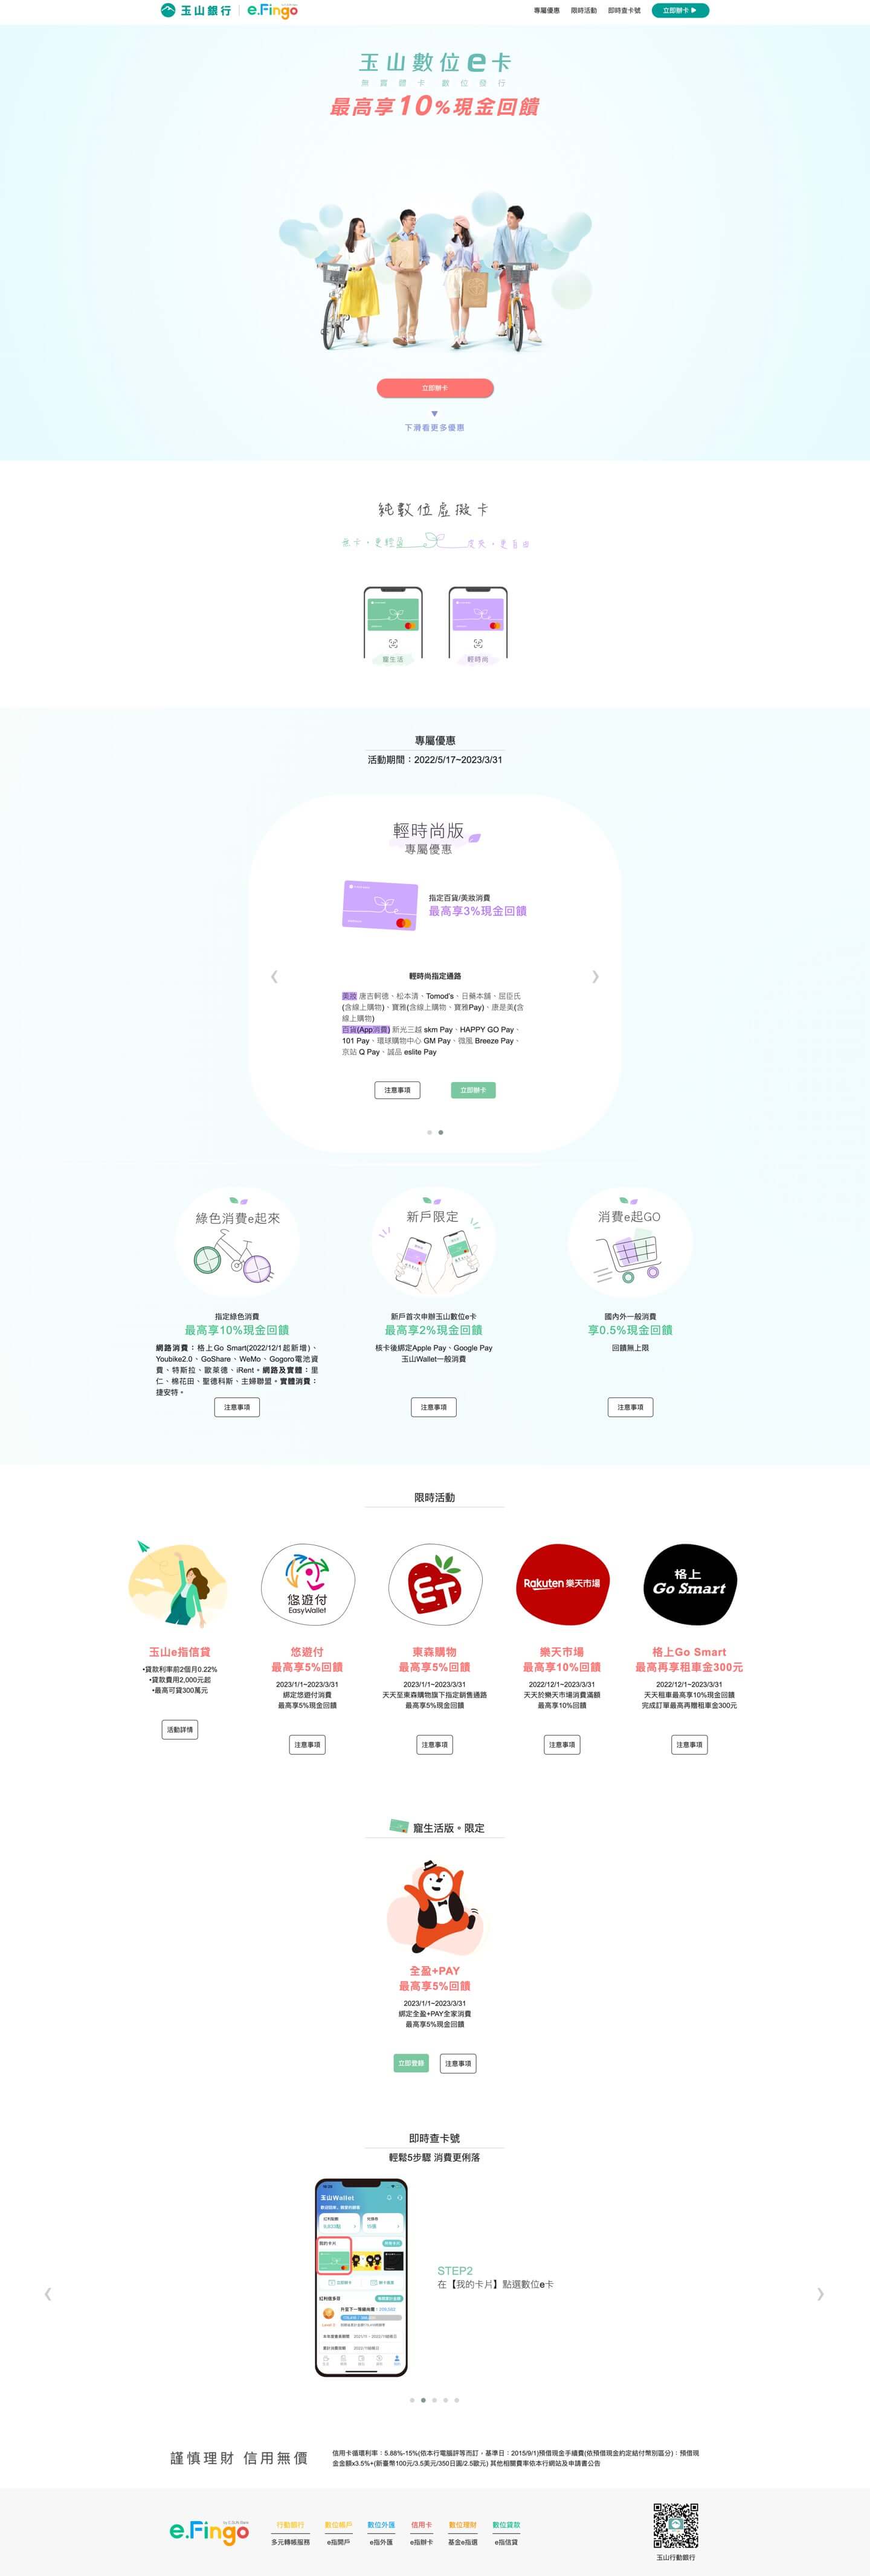 玉山銀行 e.Fingo
專屬優惠 限時活動 即時查卡號 立即辦卡
玉山數位e卡
無實體卡 數位發行
最高享10%現金回饋
立即辦卡
下滑看更多優惠
純數位虛擬卡
寵生活 輕時尚
專屬優惠
活動期間：2022/5/17~2023/3/31
輕時尚版
專屬優惠
指定百貨/美妝消費
最高享3%現金回饋
輕時尚指定通路
美妝 唐吉軻德、松本清、Tomod's、日藥本舖、屈臣氏
(含線上購物)、寶雅(含線上購物、寶雅Pay)、康是美(含
線上購物)
百貨(App消費) 新光三越 skm Pay、HAPPY GO Pay、
101 Pay、環球購物中心 GM Pay、微風 Breeze Pay、
京站 Q Pay、誠品 eslite Pay
注意事項 立即辦卡
綠色消費e起來
指定綠色消費
最高享10%現金回饋
網路消費：格上Go Smart(2022/12/1起新增)、
Youbike2.0、GoShare、WeMo、Gogoro電池資
費、特斯拉、歐萊德、iRent。網路及實體：里
仁、棉花田、聖德科斯、主婦聯盟。實體消費：
捷安特。
注意事項
新戶限定
新戶首次申辦玉山數位e卡
最高享2%現金回饋
核卡後綁定Apple Pay、Google Pay
玉山Wallet一般消費
注意事項
消費e起GO
國內外一般消費
享0.5%現金回饋
回饋無上限
注意事項
限時活動
玉山e指信貸
•貸款利率前2個月0.22%
•貸款費用2,000元起
•最高可貸300萬元
活動詳情
悠遊付
EasyWallet
悠遊付
最高享5%回饋
2023/1/1~2023/3/31
綁定悠遊付消費
最高享5%現金回饋
注意事項
ET
東森購物
最高享5%回饋
2023/1/1~2023/3/31
天天至東森購物旗下指定銷售通路
最高享5%現金回饋
注意事項
Rakuten 樂天市場
樂天市場
最高享10%回饋
2022/12/1~2023/3/31
天天於樂天市場消費滿額
最高享10%回饋
注意事項
格上
Go Smart
格上Go Smart
最高再享租車金300元
2022/12/1~2023/3/31
天天租車最高享10%現金回饋
完成訂單最高再贈租車金300元
注意事項
寵生活版。限定
全盈+PAY
最高享5%回饋
2023/1/1~2023/3/31
綁定全盈+PAY全家消費
最高享5%現金回饋
立即登錄 注意事項
即時查卡號
輕鬆5步驟 消費更俐落
玉山Wallet
我的卡片
STEP2
在【我的卡片】點選數位e卡
謹慎理財 信用無價
信用卡循環利率：5.88%-15%(依本行電腦評等而訂，基準日：2015/9/1)預借現金手續費(依預借現金約定結付幣別區分)：預借現
金金額x3.5%+(新臺幣100元/3.5美元/350日圓/2.5歐元) 其他相關費率依本行網站及申請書公告
e.Fingo
行動銀行 數位帳戶 數位外匯 信用卡 數位理財 數位貸款
多元轉帳服務 e指開戶 e指外匯 e指辦卡 基金e指選 e指信貸
玉山行動銀行